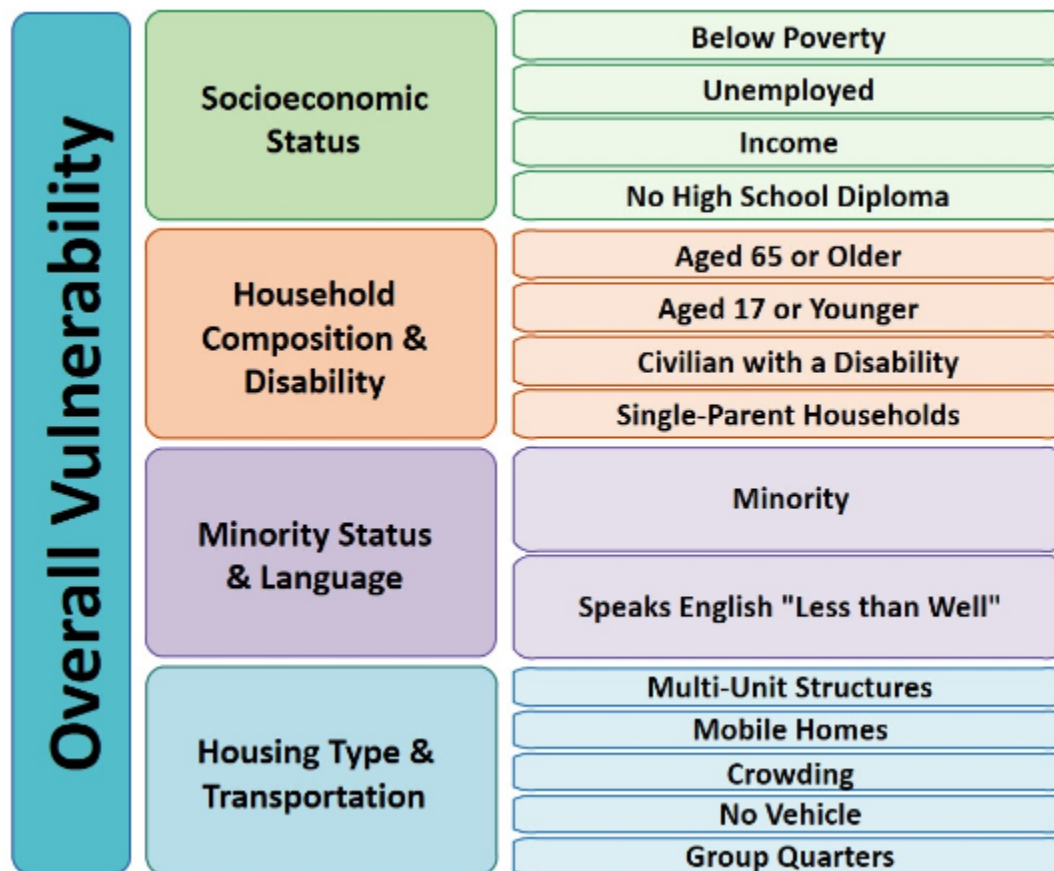 Overall Vulnerability
Socioeconomic
Status
Below Poverty
Unemployed
Income
No High School Diploma
Household
Composition &
Disability
Aged 65 or Older
Aged 17 or Younger
Civilian with a Disability
Single-Parent Households
Minority Status
& Language
Minority
Speaks English "Less than Well"
Housing Type &
Transportation
Multi-Unit Structures
Mobile Homes
Crowding
No Vehicle
Group Quarters